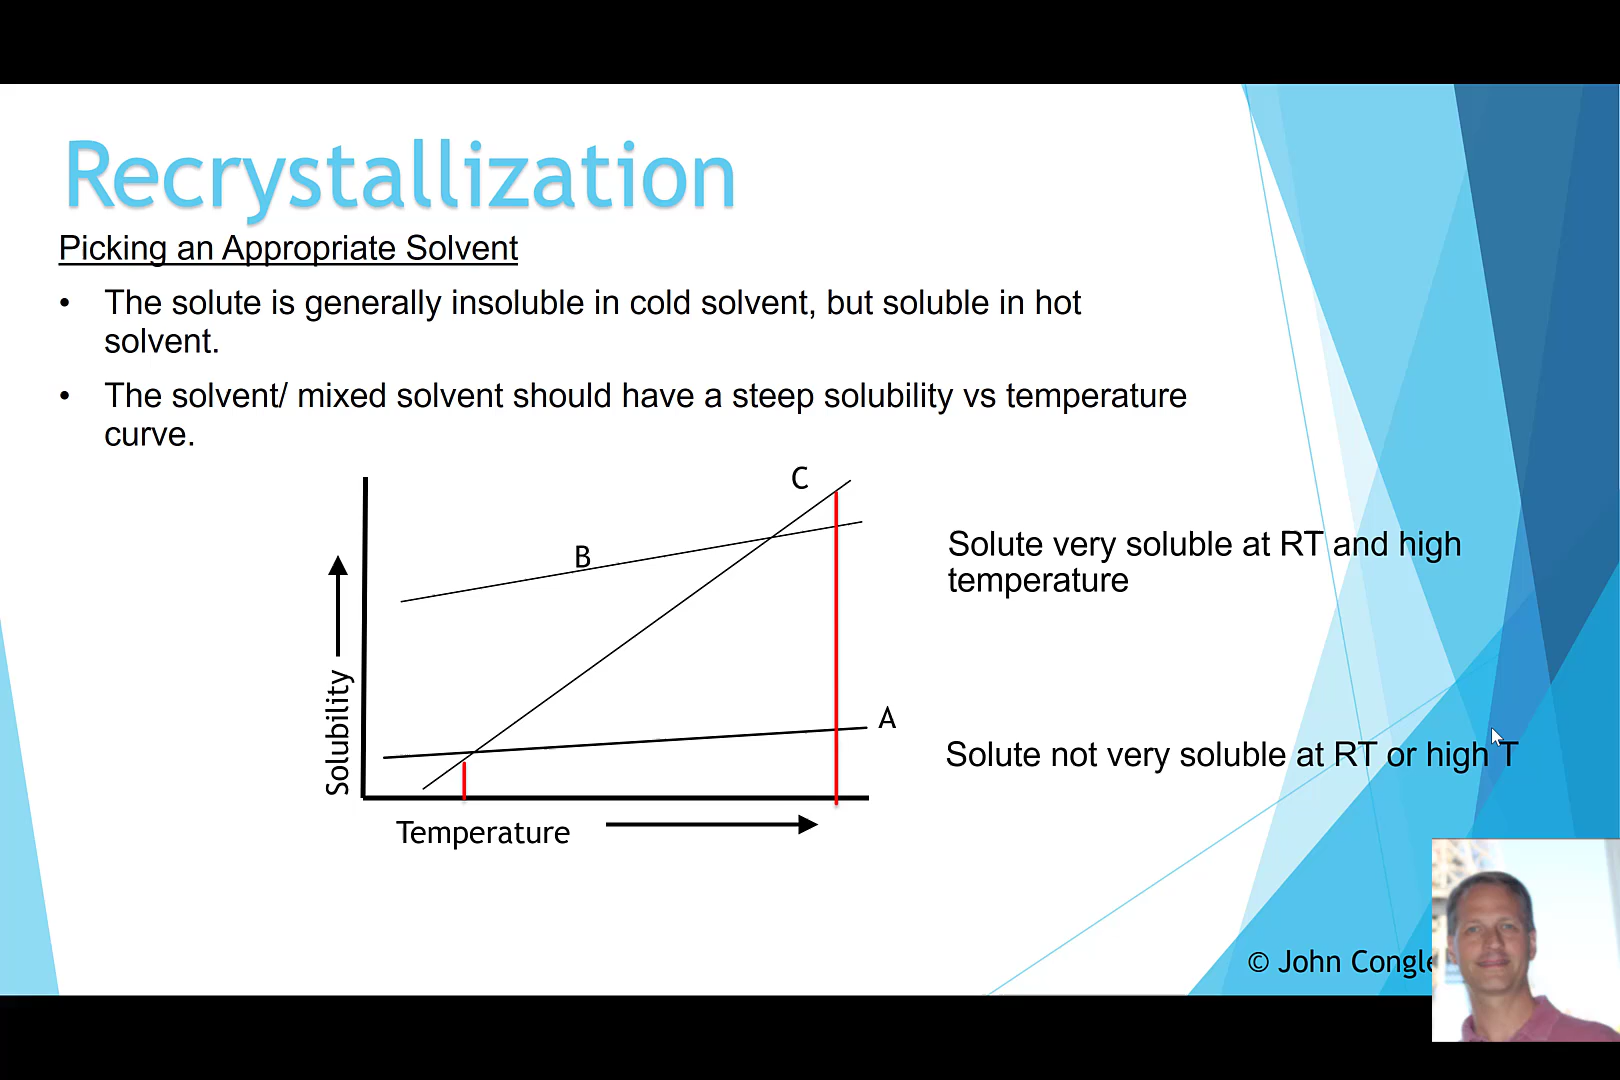 Recrystallization
Picking an Appropriate Solvent
• The solute is generally insoluble in cold solvent, but soluble in hot
solvent.
• The solvent/ mixed solvent should have a steep solubility vs temperature
curve.
C
B
Solute very soluble at RT and high
temperature
Solubility
A
Solute not very soluble at RT or high T
Temperature
© John